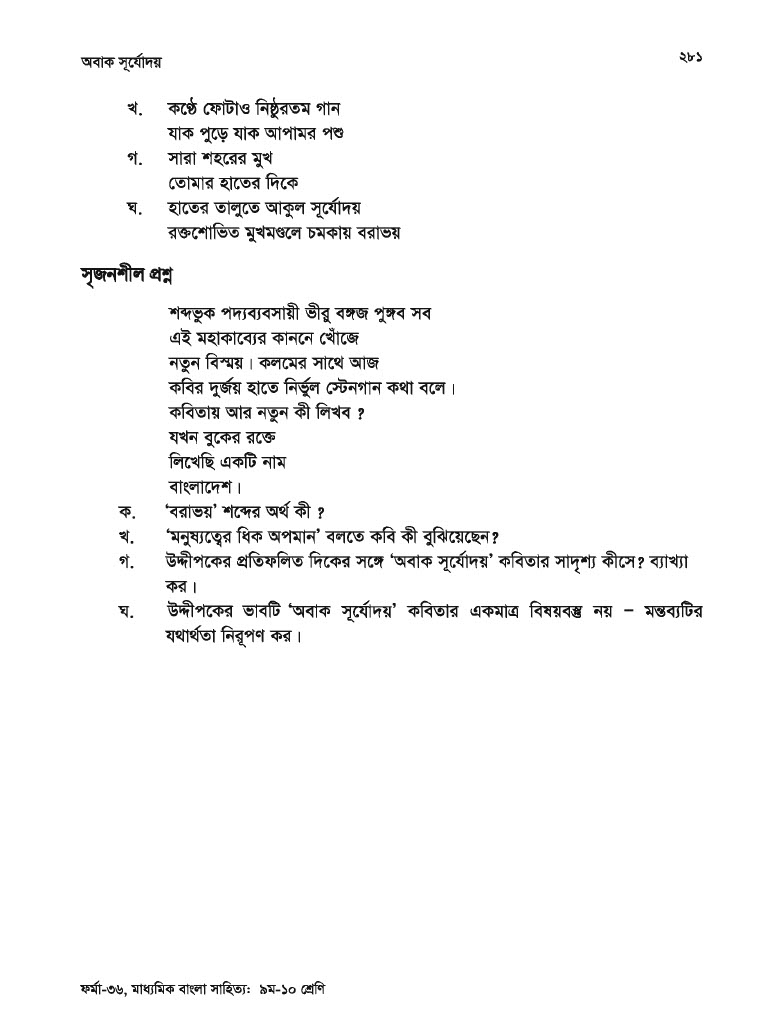 অবাক সূর্যোদয়
২৮১
খ. কণ্ঠে ফোটাও নিষ্ঠুরতম গান
যাক পুড়ে যাক আপামর পশু
গ. সারা শহরের মুখ
তোমার হাতের দিকে
ঘ. হাতের তালুতে আকুল সূর্যোদয়
রক্তশোভিত মুখমণ্ডলে চমকায় বরাভয়
সৃজনশীল প্রশ্ন
শব্দভুক পদ্যব্যবসায়ী ভীরু বঙ্গজ পুঙ্গব সব
এই মহাকাব্যের কাননে খোঁজে
নতুন বিস্ময়। কলমের সাথে আজ
কবির দুর্জয় হাতে নির্ভুল স্টেনগান কথা বলে।
কবিতায় আর নতুন কী লিখব ?
যখন বুকের রক্তে
লিখেছি একটি নাম
বাংলাদেশ।
ক. ‘বরাভয়’ শব্দের অর্থ কী ?
খ. ‘মনুষ্যত্বের ধিক অপমান’ বলতে কবি কী বুঝিয়েছেন?
গ. উদ্দীপকের প্রতিফলিত দিকের সঙ্গে ‘অবাক সূর্যোদয়’ কবিতার সাদৃশ্য কীসে? ব্যাখ্যা
কর।
ঘ. উদ্দীপকের ভাবটি ‘অবাক সূর্যোদয়’ কবিতার একমাত্র বিষয়বস্তু নয় – মন্তব্যটির
যথার্থতা নিরূপণ কর।
ফর্মা-৩৬, মাধ্যমিক বাংলা সাহিত্য: ৯ম-১০ শ্রেণি